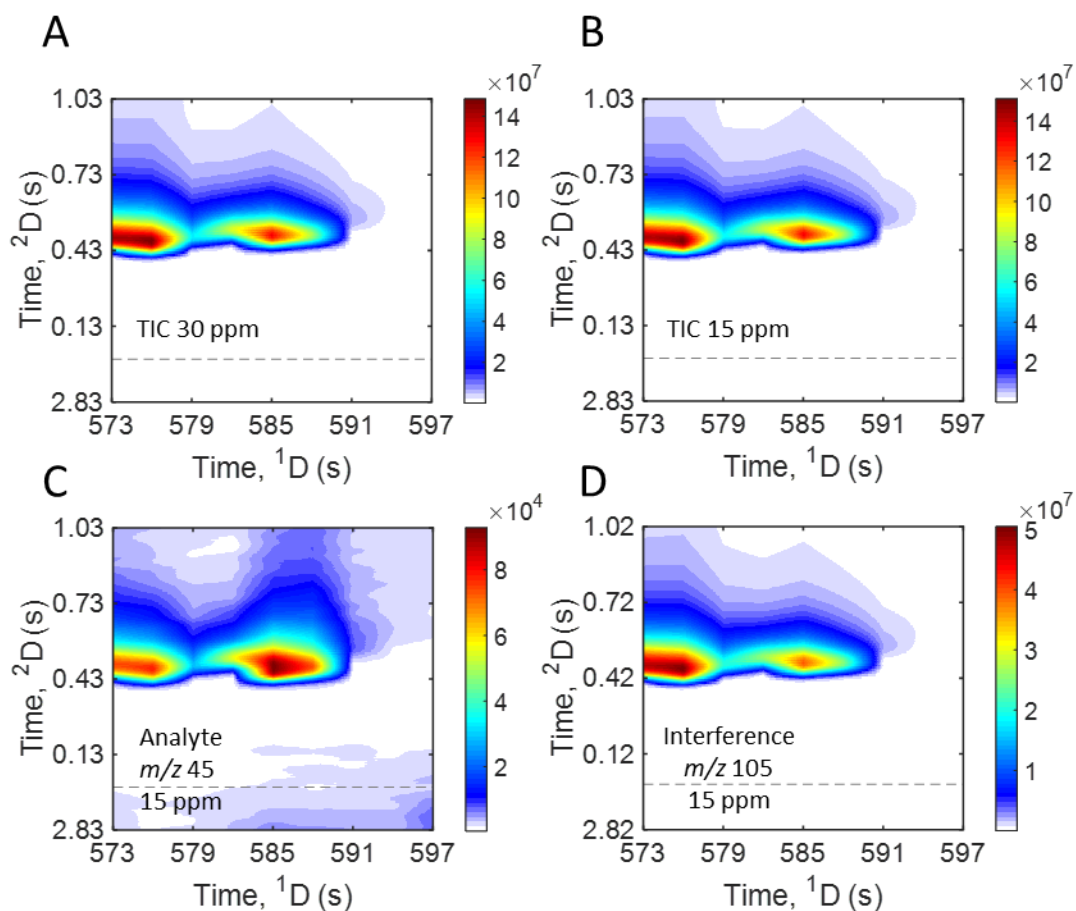 A
×10⁷
1.03
0.73
0.43
0.13
2.83
Time, ²D (s)
TIC 30 ppm
573 579 585 591 597
Time, ¹D (s)
14
12
10
8
6
4
2
B
×10⁷
1.03
0.73
0.43
0.13
2.83
Time, ²D (s)
TIC 15 ppm
573 579 585 591 597
Time, ¹D (s)
14
12
10
8
6
4
2
C
×10⁴
1.03
0.73
0.43
0.13
2.83
Time, ²D (s)
Analyte
m/z 45
15 ppm
573 579 585 591 597
Time, ¹D (s)
8
6
4
2
D
×10⁷
1.02
0.72
0.42
0.12
2.82
Time, ²D (s)
Interference
m/z 105
15 ppm
573 579 585 591 597
Time, ¹D (s)
5
4
3
2
1